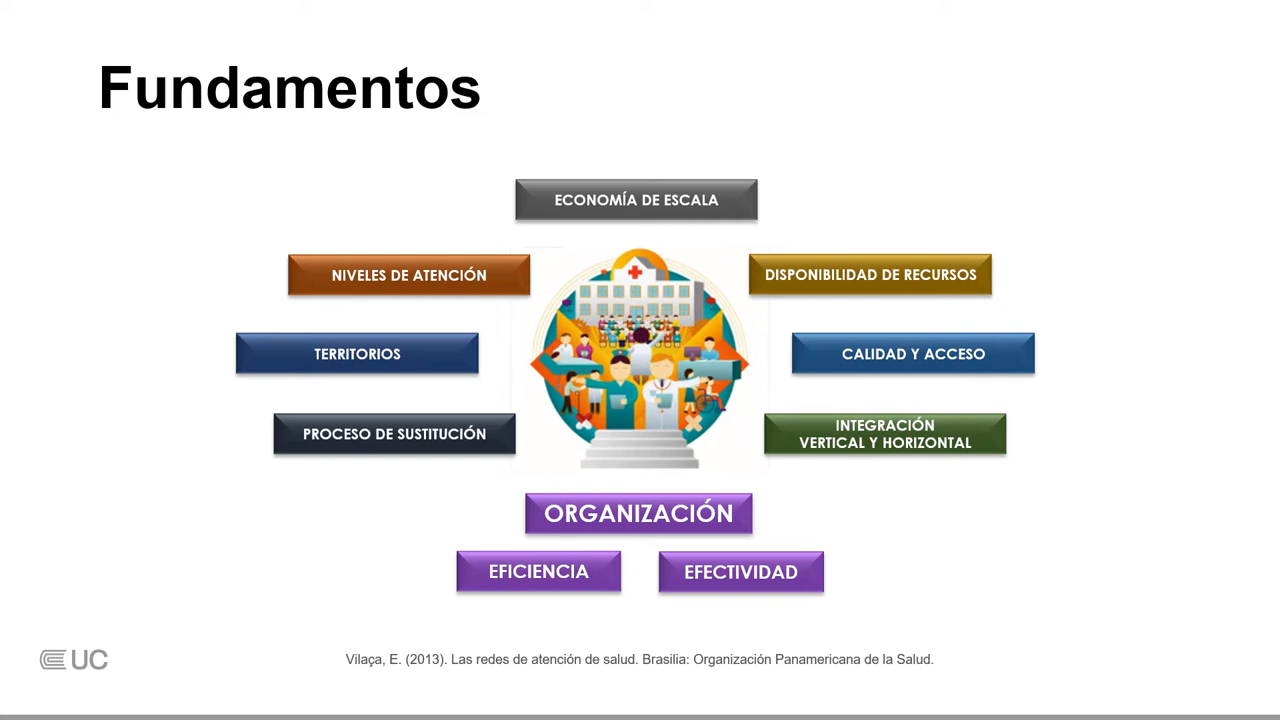 Fundamentos
ECONOMÍA DE ESCALA
NIVELES DE ATENCIÓN
DISPONIBILIDAD DE RECURSOS
TERRITORIOS
CALIDAD Y ACCESO
PROCESO DE SUSTITUCIÓN
INTEGRACIÓN
VERTICAL Y HORIZONTAL
ORGANIZACIÓN
EFICIENCIA
EFECTIVIDAD
UC
Vilaça, E. (2013). Las redes de atención de salud. Brasilia: Organización Panamericana de la Salud.